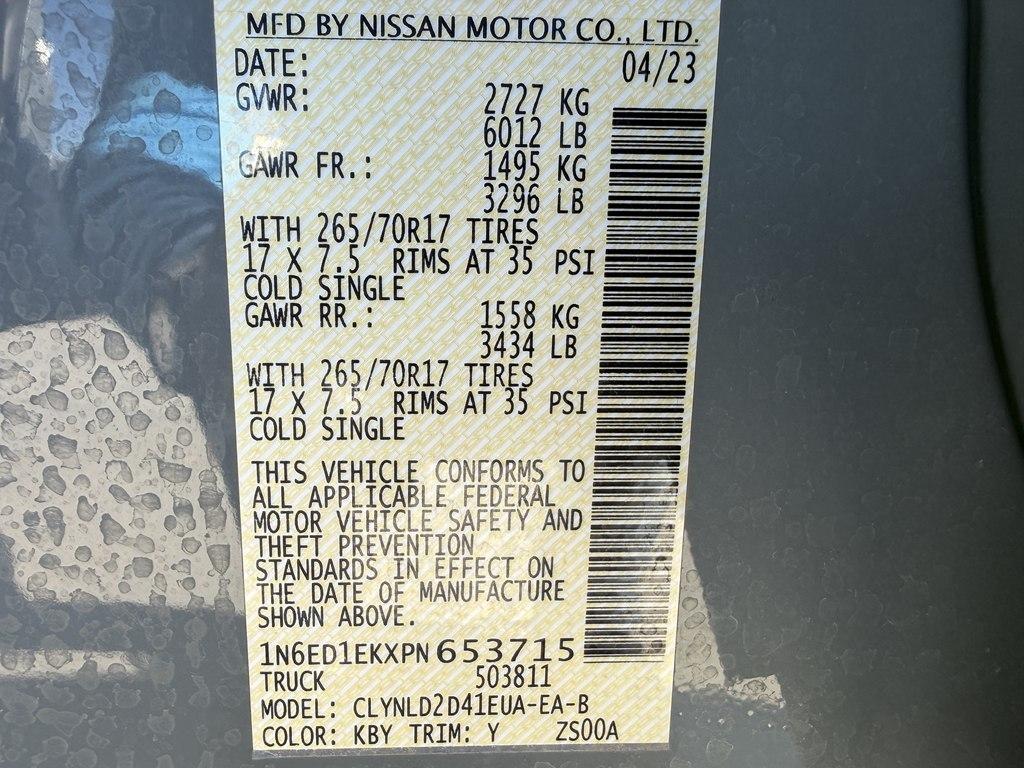 MFD BY NISSAN MOTOR CO., LTD.
DATE: 04/23
GVWR: 2727 KG
6012 LB
GAWR FR.: 1495 KG
3296 LB
WITH 265/70R17 TIRES
17 X 7.5 RIMS AT 35 PSI
COLD SINGLE
GAWR RR.: 1558 KG
3434 LB
WITH 265/70R17 TIRES
17 X 7.5 RIMS AT 35 PSI
COLD SINGLE
THIS VEHICLE CONFORMS TO
ALL APPLICABLE FEDERAL
MOTOR VEHICLE SAFETY AND
THEFT PREVENTION
STANDARDS IN EFFECT ON
THE DATE OF MANUFACTURE
SHOWN ABOVE.
1N6ED1EKXPN 653715
TRUCK 503811
MODEL: CLYNLD2D41EUA-EA-B
COLOR: KBY TRIM: Y ZS00A